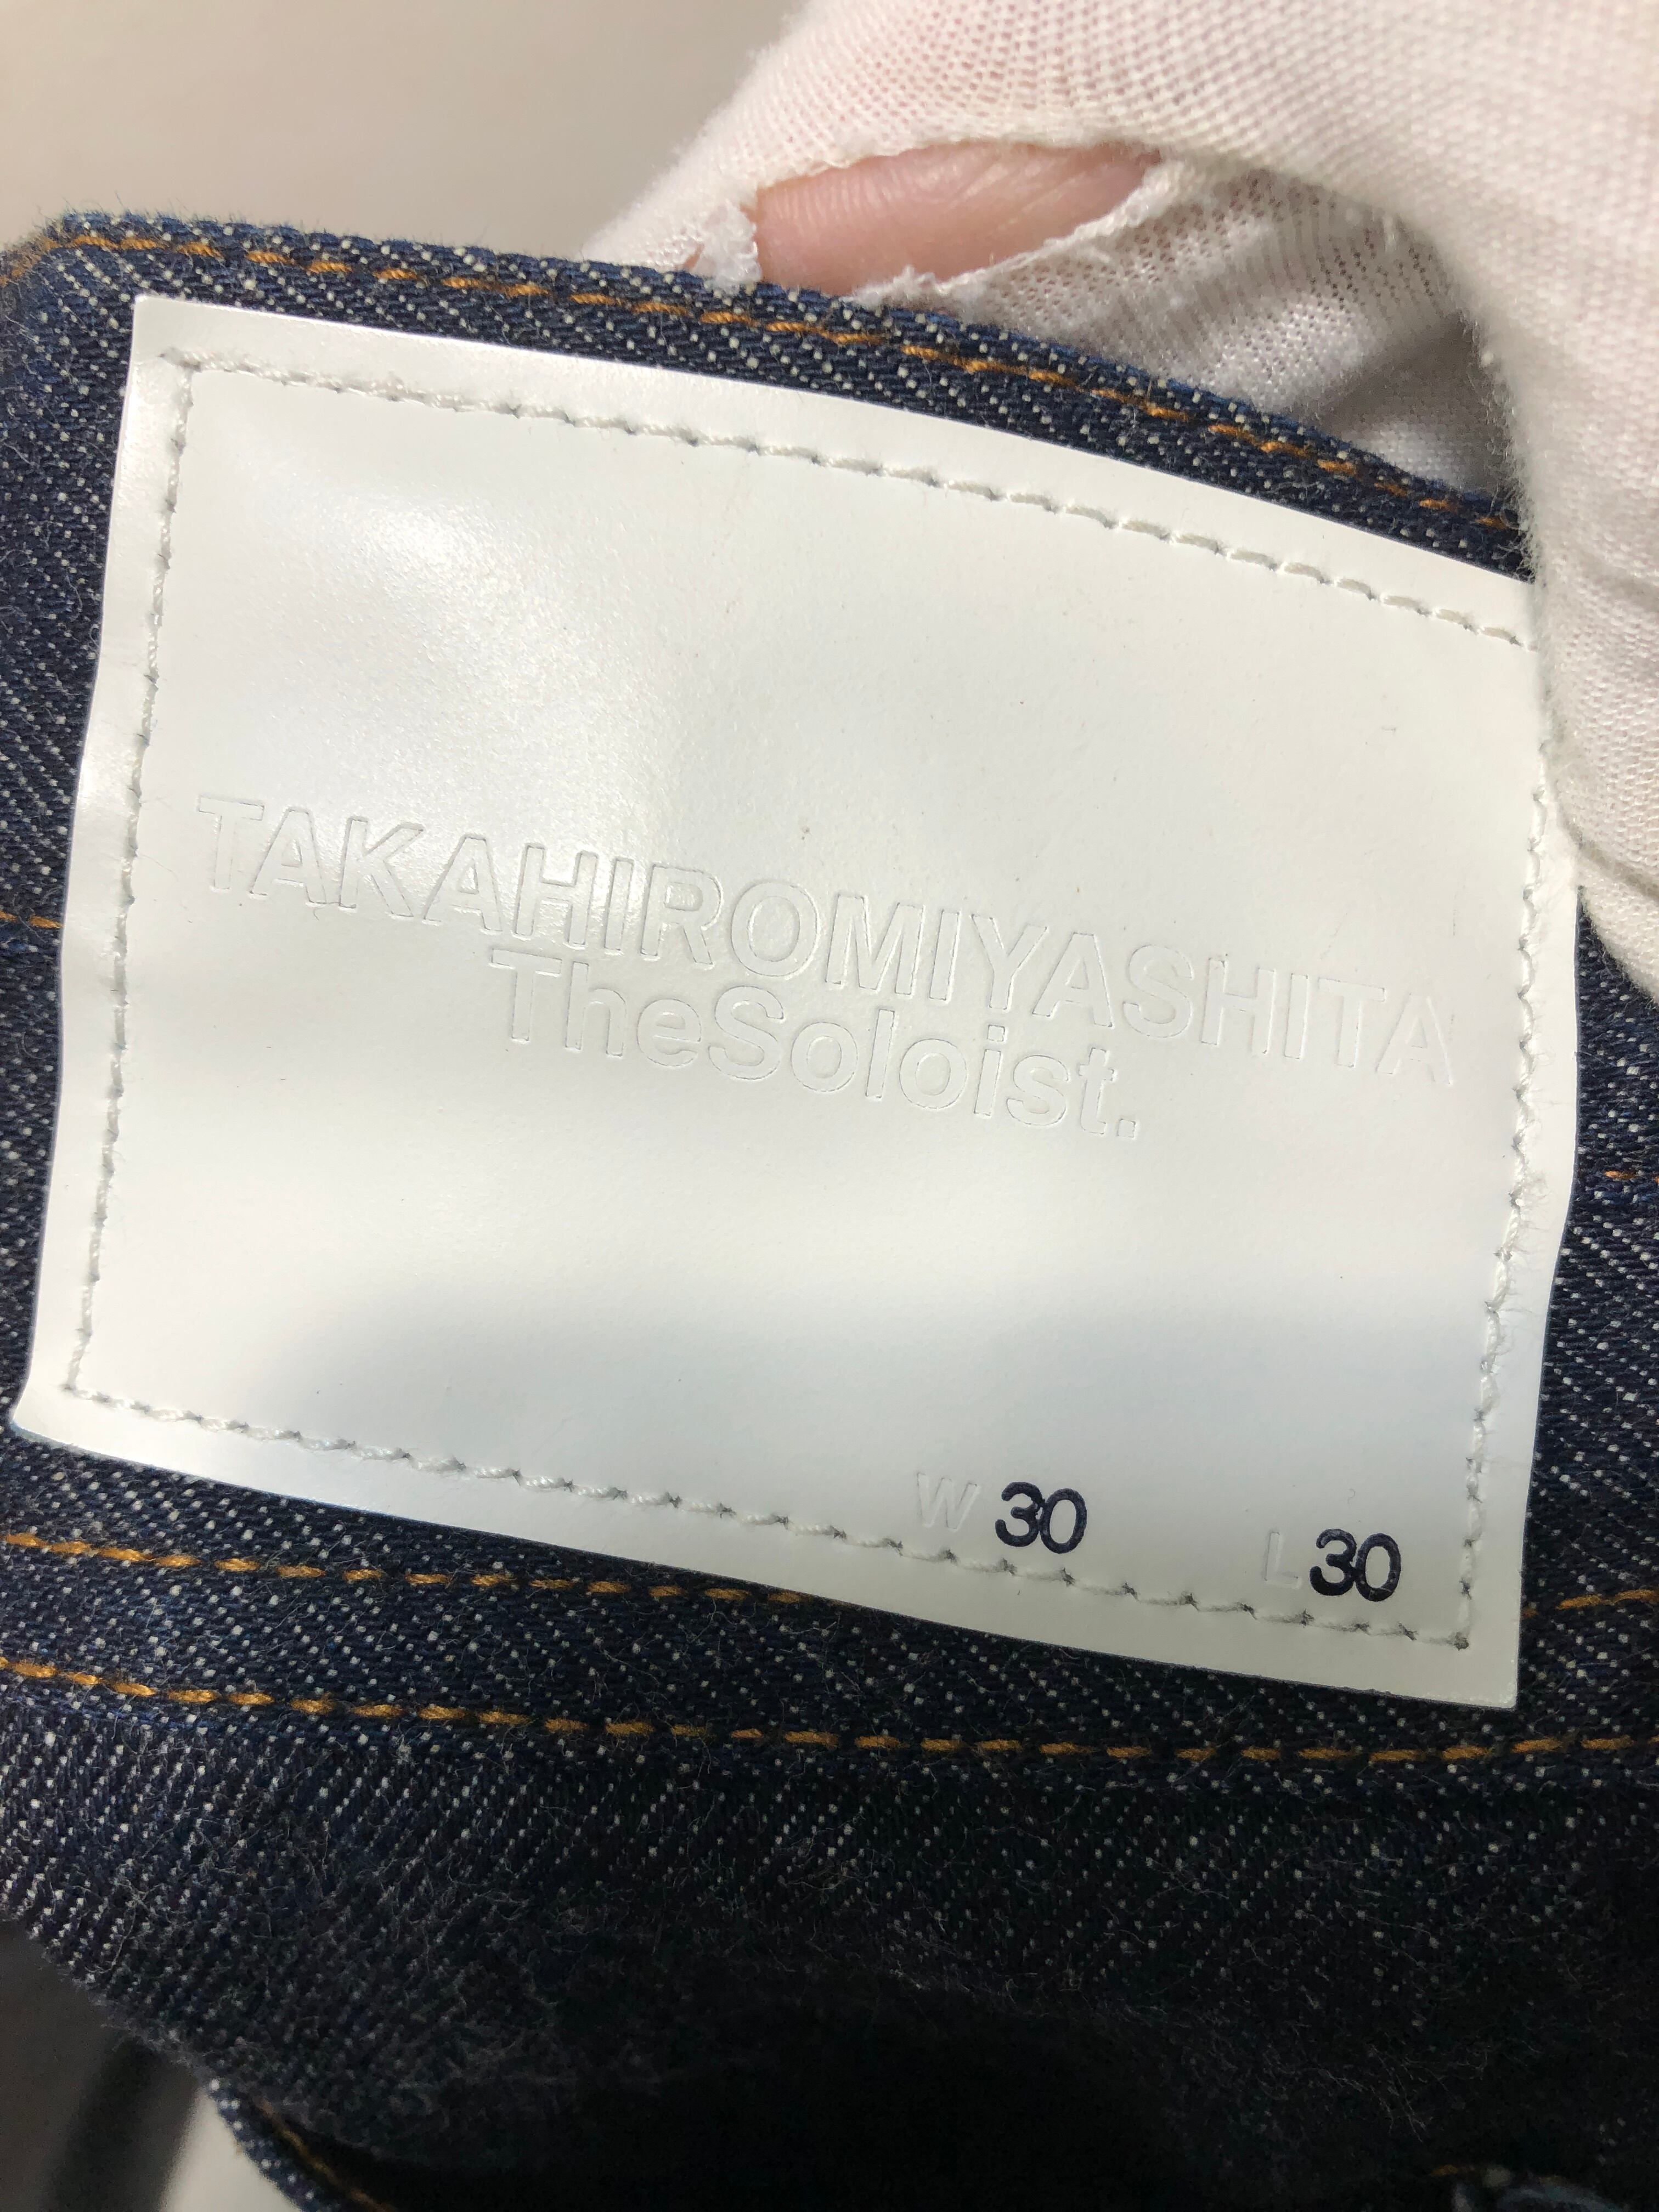 TAKAHIROMIYASHITA
TheSoloist.
W 30 L 30